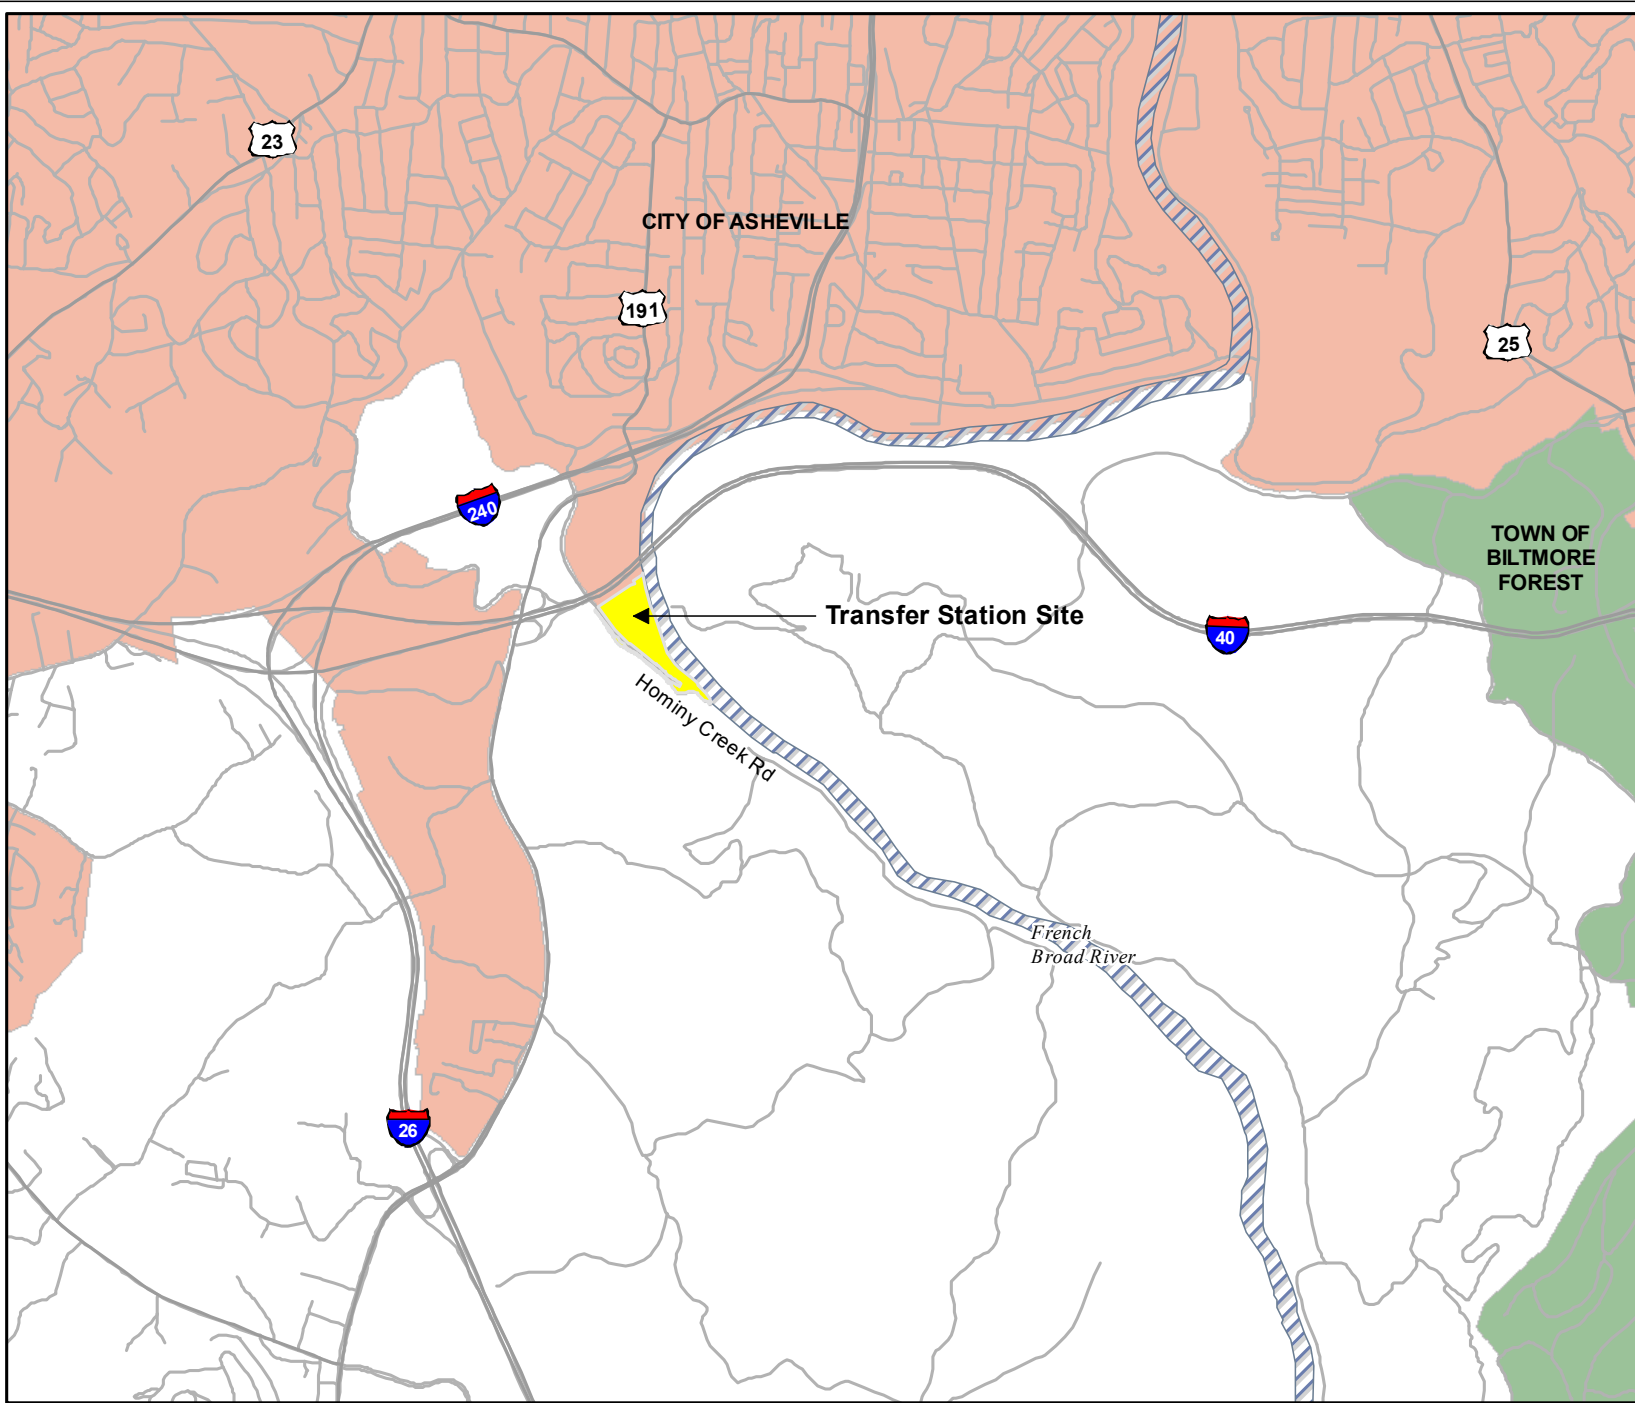 23
CITY OF ASHEVILLE
191
25
240
TOWN OF
BILTMORE
FOREST
Transfer Station Site
40
Hominy Creek Rd
French
Broad River
26